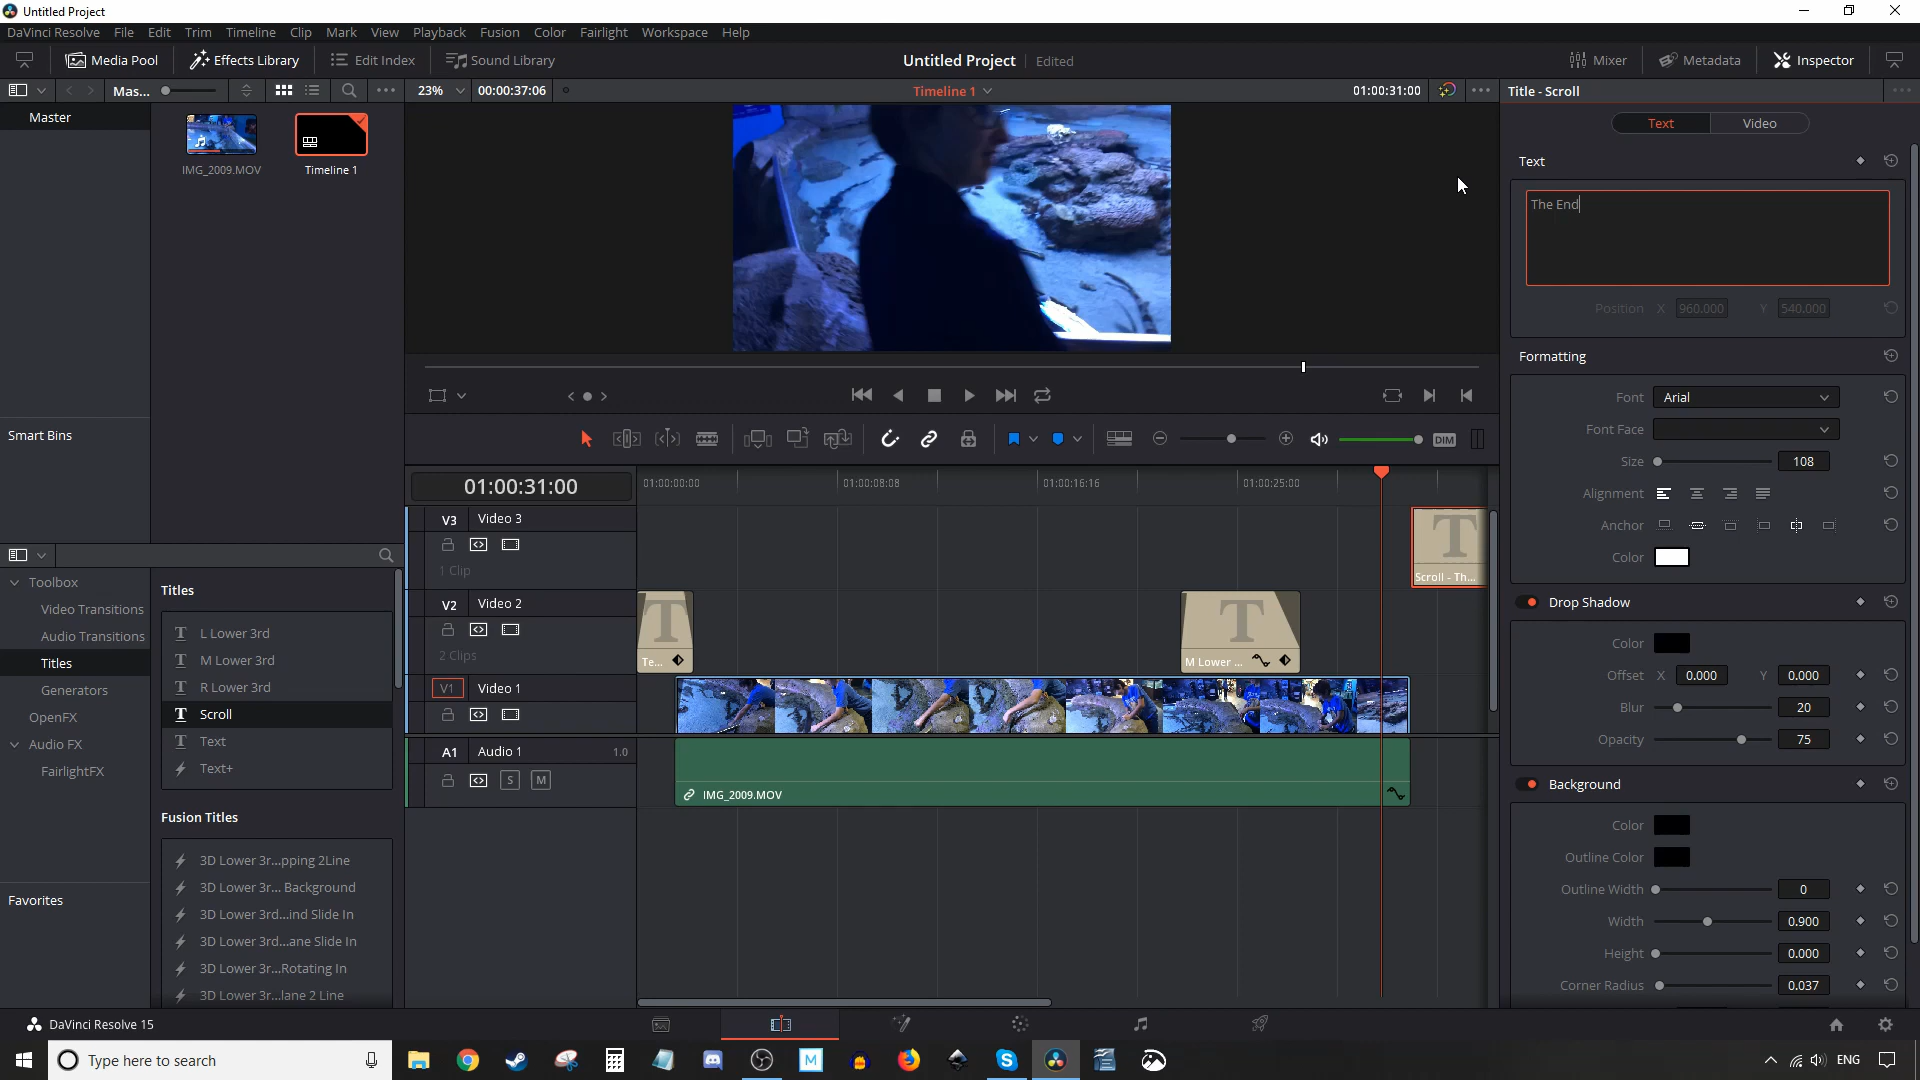 Untitled Project
DaVinci Resolve File Edit Trim Timeline Clip Mark View Playback Fusion Color Fairlight Workspace Help
Media Pool Effects Library Edit Index Sound Library Untitled Project Edited Mixer Metadata Inspector
Mas... 23% 00:00:37:06 Timeline 1 01:00:31:00 Title - Scroll
Master
IMG_2009.MOV Timeline 1
Text Video
Text
The End
Position X 960.000 Y 540.000
Formatting
Font Arial
Font Face
Size 108
Alignment
Anchor
Color
DIM
Smart Bins
01:00:31:00 01:00:00:00 01:00:08:08 01:00:16:16 01:00:25:00
V3 Video 3
1 Clip
Scroll - Th...
V2 Video 2
2 Clips
T
Te...
T
M Lower ...
V1 Video 1
A1 Audio 1 1.0
S M
IMG_2009.MOV
Toolbox
Video Transitions
Audio Transitions
Titles
Generators
OpenFX
Audio FX
FairlightFX
Favorites
Titles
T L Lower 3rd
T M Lower 3rd
T R Lower 3rd
T Scroll
T Text
Text+
Fusion Titles
3D Lower 3r...pping 2Line
3D Lower 3r... Background
3D Lower 3rd...ind Slide In
3D Lower 3rd...ane Slide In
3D Lower 3r...Rotating In
3D Lower 3r...lane 2 Line
Drop Shadow
Color
Offset X 0.000 Y 0.000
Blur 20
Opacity 75
Background
Color
Outline Color
Outline Width 0
Width 0.900
Height 0.000
Corner Radius 0.037
DaVinci Resolve 15
Type here to search
M
ENG